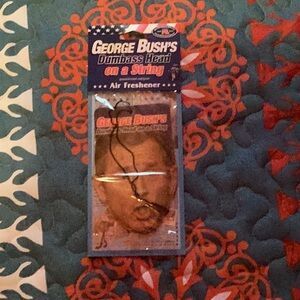 GEORGE BUSH'S
Dumbass Head
on a String
Air Freshener
GEORGE BUSH'S